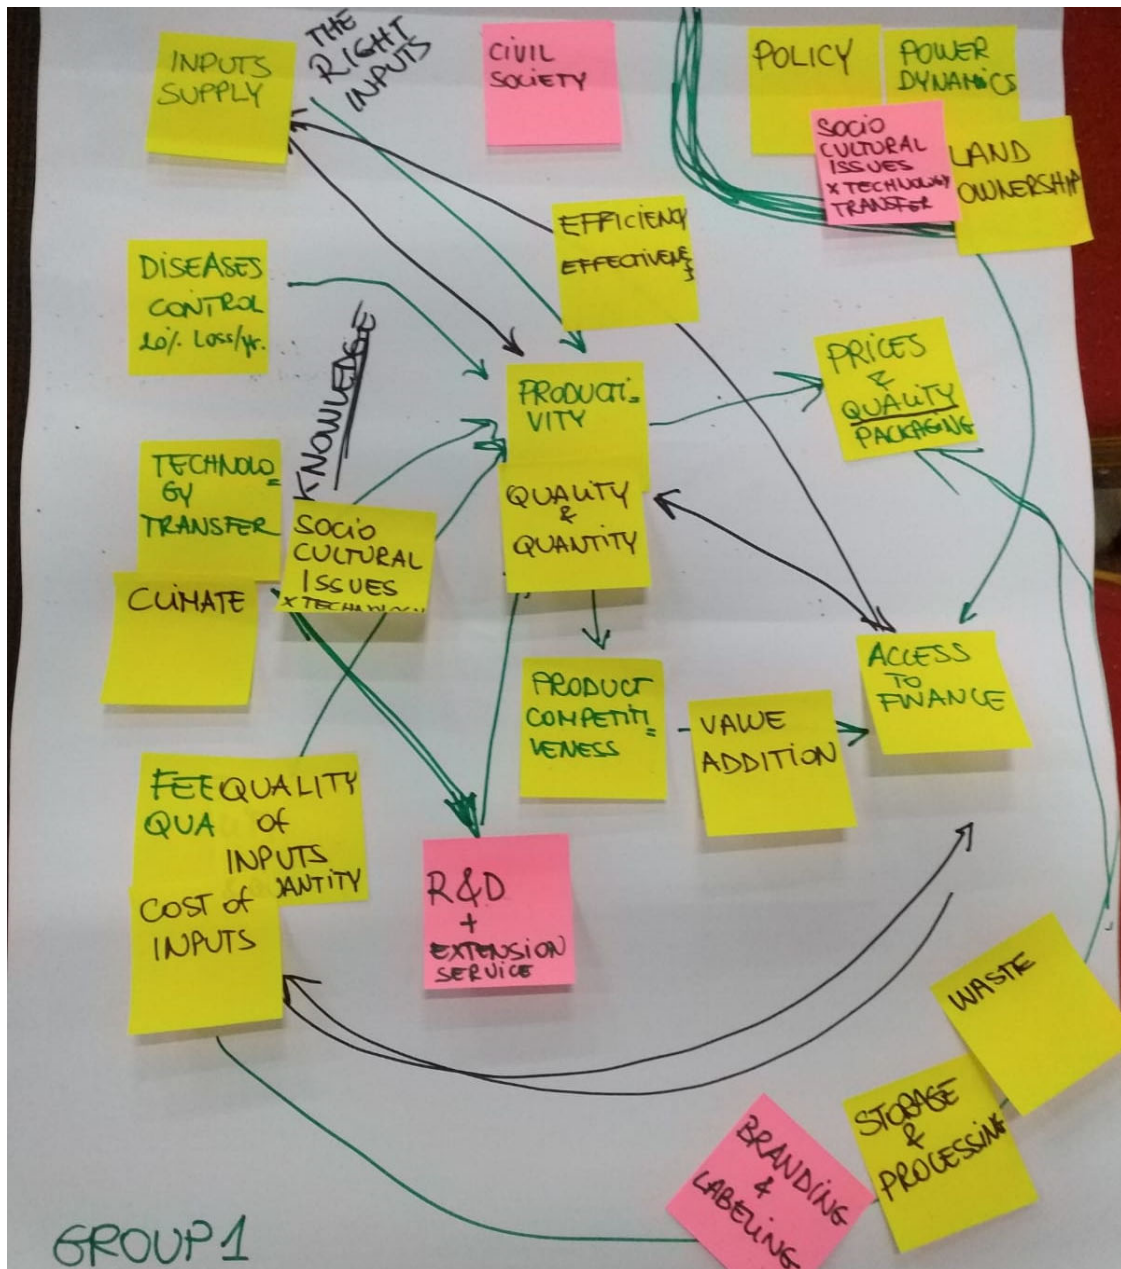 INPUTS
SUPPLY
THE
RIGHT
INPUTS
CIVIL
SOCIETY
POLICY
POWER
DYNAMICS
SOCIO
CULTURAL
ISSUES
X TECHNOLOGY
TRANSFER
LAND
OWNERSHIP
EFFICIENCY
EFFECTIVENESS
DISEASES
CONTROL
20% LOSS/yr.
KNOWLEDGE
PRODUCTI-
VITY
QUALITY
&
QUANTITY
PRICES
&
QUALITY
PACKAGING
TECHNOLO
GY
TRANSFER
SOCIO
CULTURAL
ISSUES
X TECHNOLOGY
CLIMATE
PRODUCT
COMPETITI
VENESS
VALUE
ADDITION
ACCESS
TO
FINANCE
FEE
QUA
QUALITY
of
INPUTS
UANTITY
COST of
INPUTS
R&D
+
EXTENSION
SERVICE
WASTE
STORAGE
&
PROCESSING
BRANDING
&
LABELING
GROUP 1